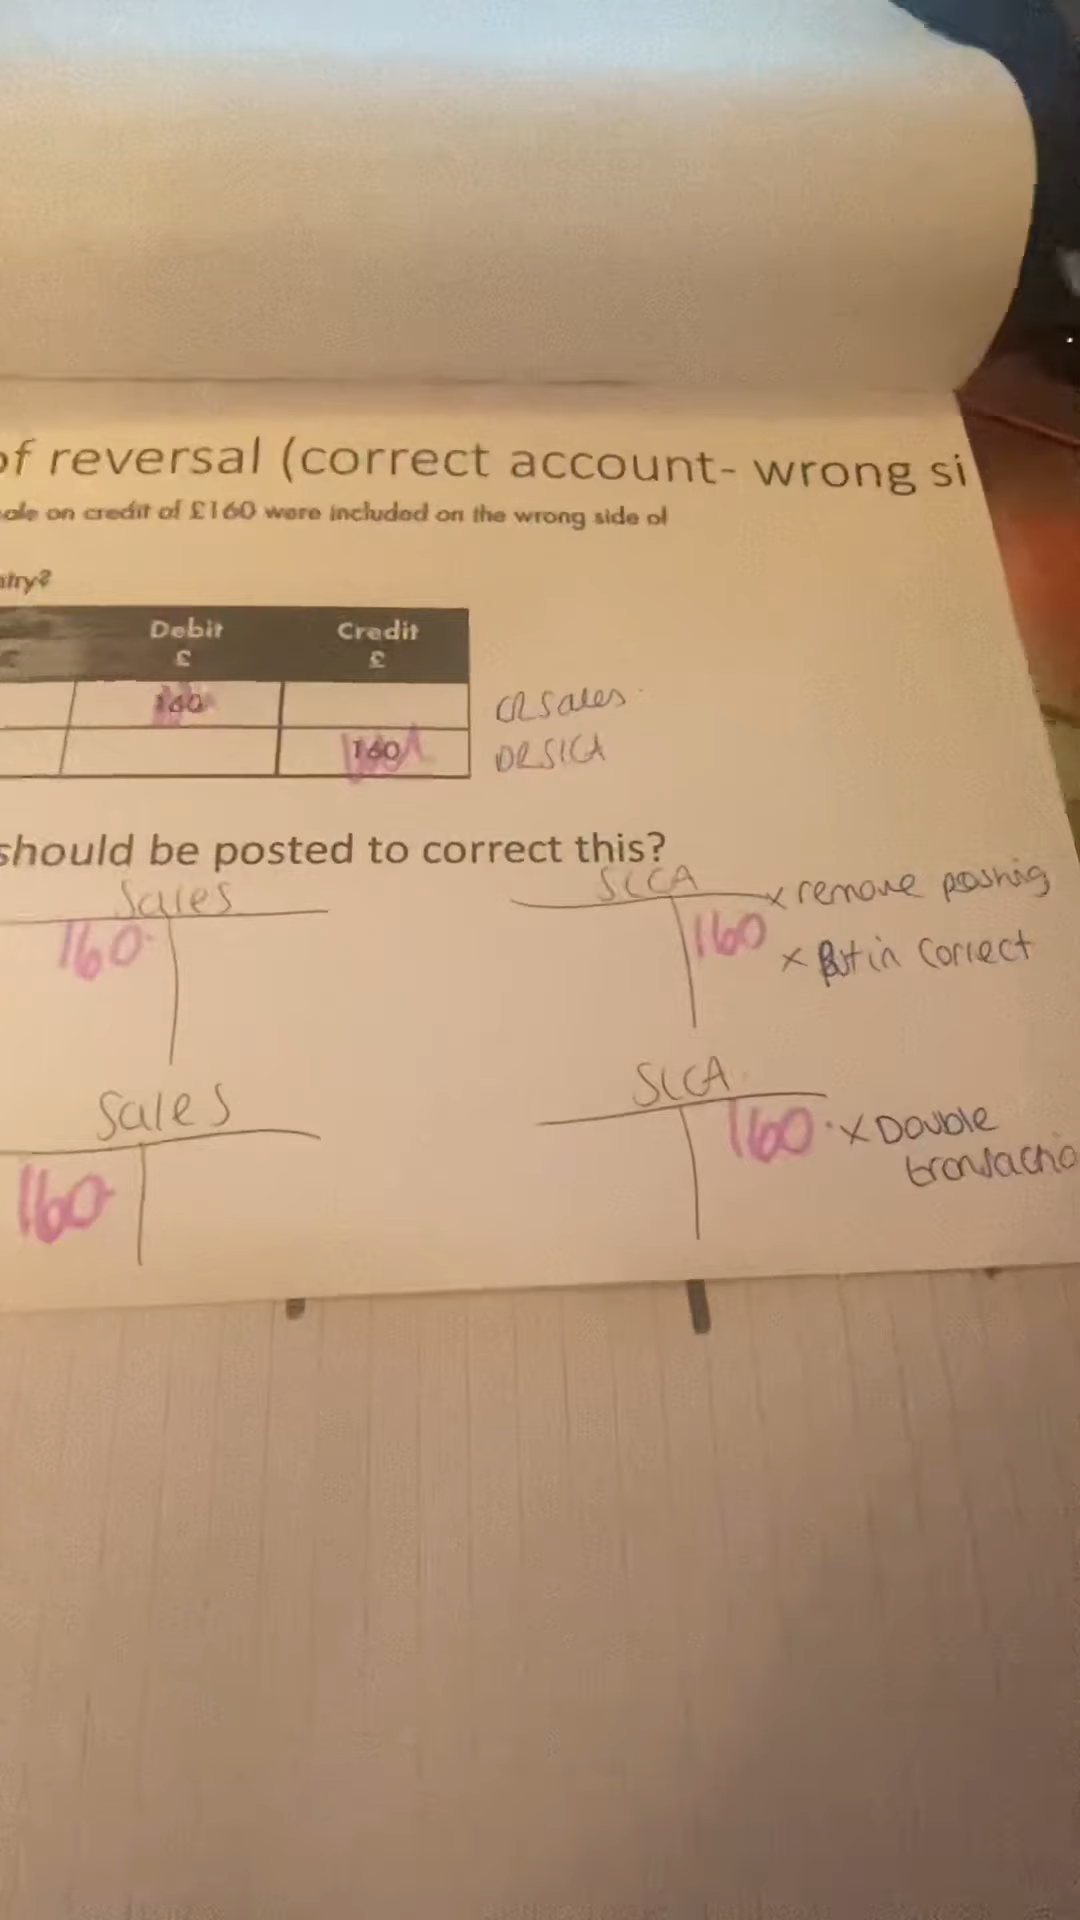 of reversal (correct account- wrong si
ale on credit of £160 were included on the wrong side of
ntry?
Debit Credit
£ £
160 CR Sales
160 DR SLCA
should be posted to correct this?
Sales SLCA x remove posting
160 160 x Put in correct
Sales SLCA
160 160 x Double
transactio